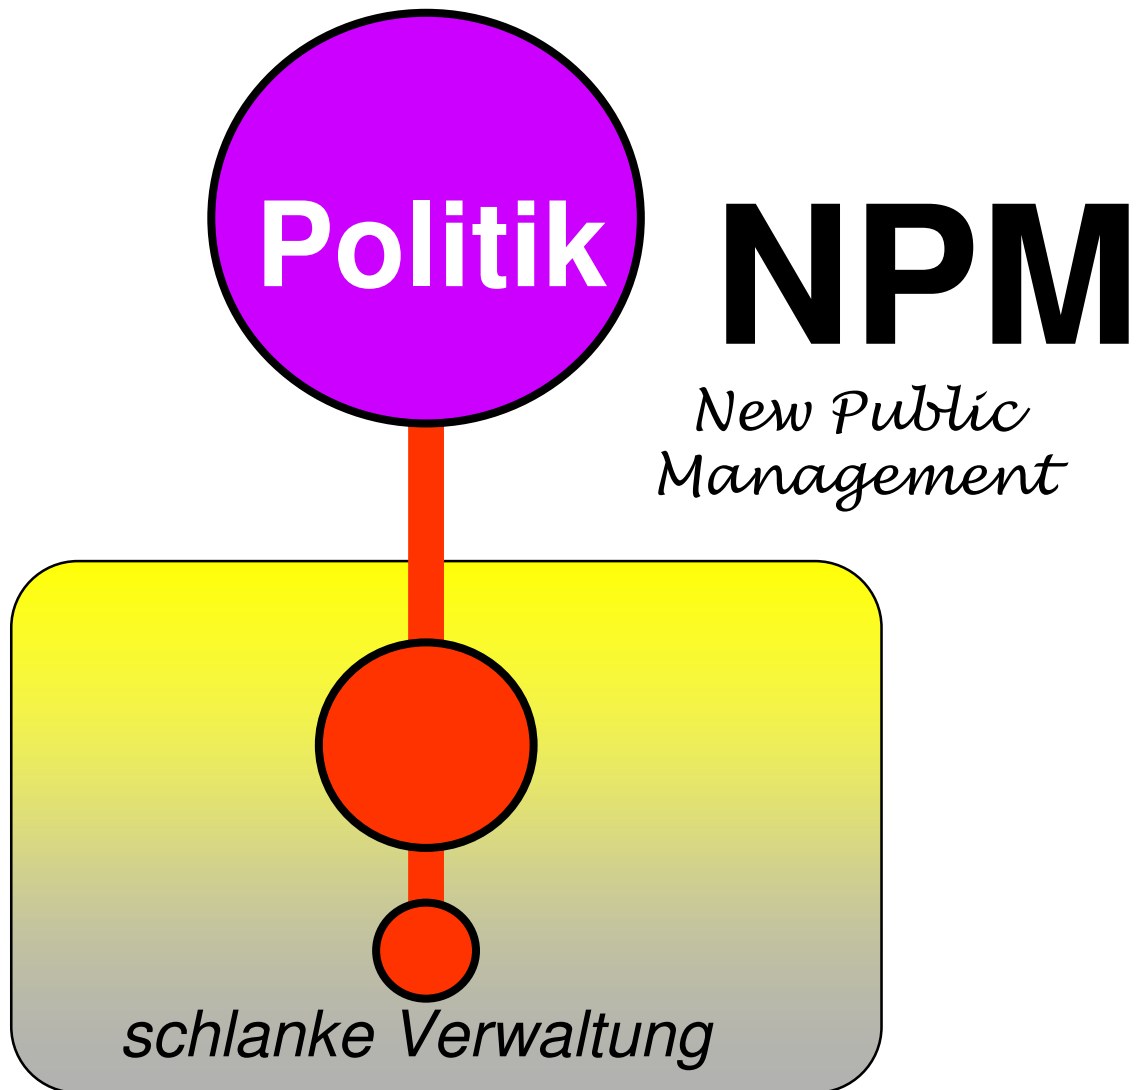 Politik
NPM
New Public
Management
schlanke Verwaltung